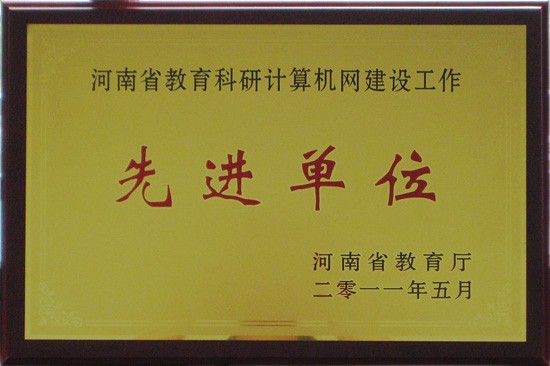 河南省教育科研计算机网建设工作
先进单位
河南省教育厅
二零一一年五月